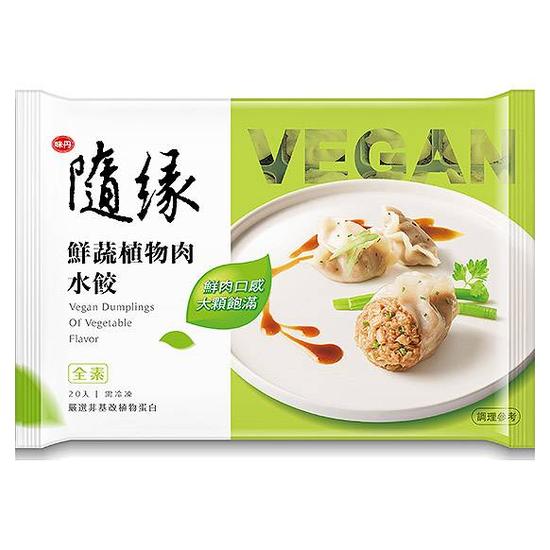 味丹
隨緣
VEGAN
鮮蔬植物肉
水餃
Vegan Dumplings
Of Vegetable
Flavor
鮮肉口感
大顆飽滿
全素
20入 | 需冷凍
嚴選非基改植物蛋白
調理參考